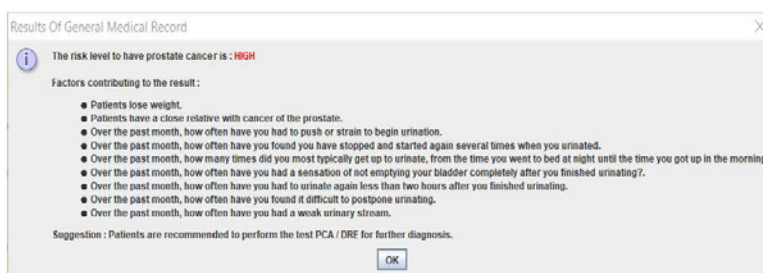 Results Of General Medical Record
The risk level to have prostate cancer is : HIGH
Factors contributing to the result :
Patients lose weight.
Patients have a close relative with cancer of the prostate.
Over the past month, how often have you had to push or strain to begin urination.
Over the past month, how often have you found you have stopped and started again several times when you urinated.
Over the past month, how many times did you most typically get up to urinate, from the time you went to bed at night until the time you got up in the morning
Over the past month, how often have you had a sensation of not emptying your bladder completely after you finished urinating?.
Over the past month, how often have you had to urinate again less than two hours after you finished urinating.
Over the past month, how often have you found it difficult to postpone urinating.
Over the past month, how often have you had a weak urinary stream.
Suggestion : Patients are recommended to perform the test PCA / DRE for further diagnosis.
OK